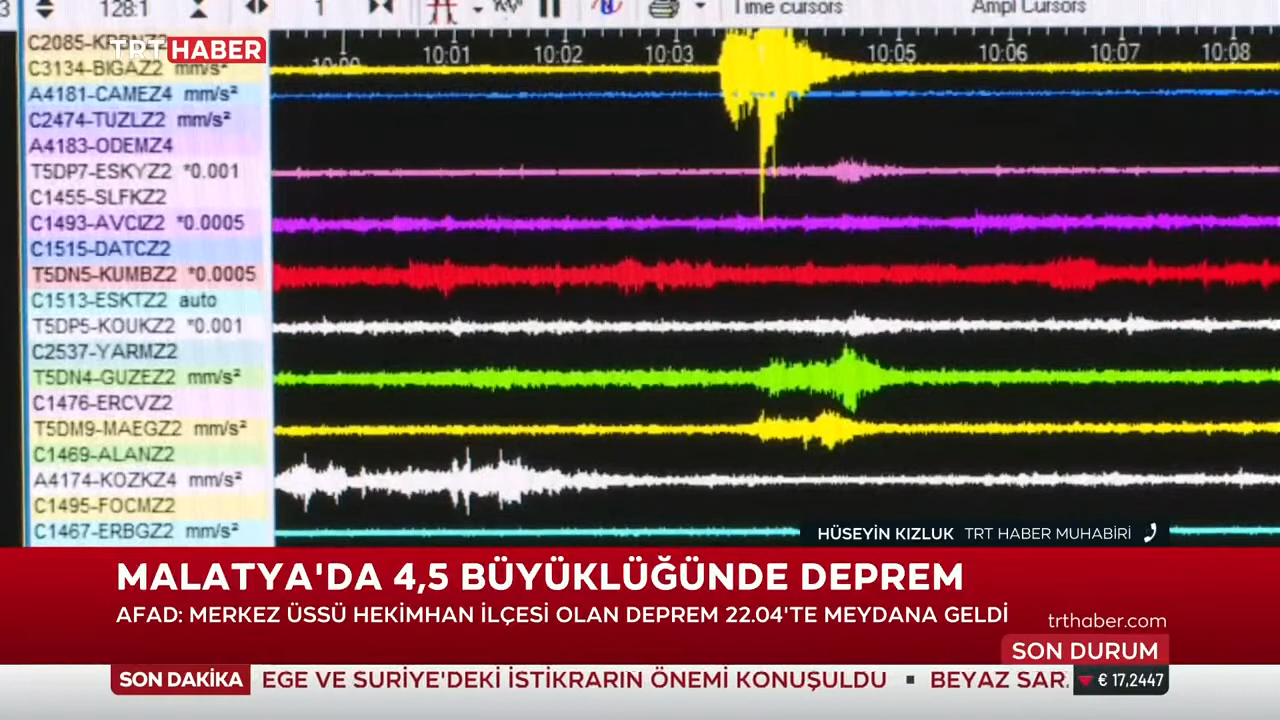 3 128:1 1 Time cursors Ampl Cursors
TRT HABER
10:01 10:02 10:03 10:05 10:06 10:07 10:08
C3134-BIGAZ2 mm/s²
A4181-CAMEZ4 mm/s²
C2474-TUZLZ2 mm/s²
A4183-ODEMZ4
T5DP7-ESKYZ2 *0.001
C1455-SLFKZ2
C1493-AVCIZ2 *0.0005
C1515-DATCZ2
T5DN5-KUMBZ2 *0.0005
C1513-ESKTZ2 auto
T5DP5-KOUKZ2 *0.001
C2537-YARMZ2
T5DN4-GUZEZ2 mm/s²
C1476-ERCVZ2
T5DM9-MAEGZ2 mm/s²
C1469-ALANZ2
A4174-KOZKZ4 mm/s²
C1495-FOCMZ2
C1467-ERBGZ2 mm/s²
HÜSEYİN KIZLUK TRT HABER MUHABİRİ
MALATYA'DA 4,5 BÜYÜKLÜĞÜNDE DEPREM
AFAD: MERKEZ ÜSSÜ HEKİMHAN İLÇESİ OLAN DEPREM 22.04'TE MEYDANA GELDİ
trthaber.com
SON DURUM
SON DAKİKA EGE VE SURİYE'DEKİ İSTİKRARIN ÖNEMİ KONUŞULDU ▪ BEYAZ SAR
€ 17,2447